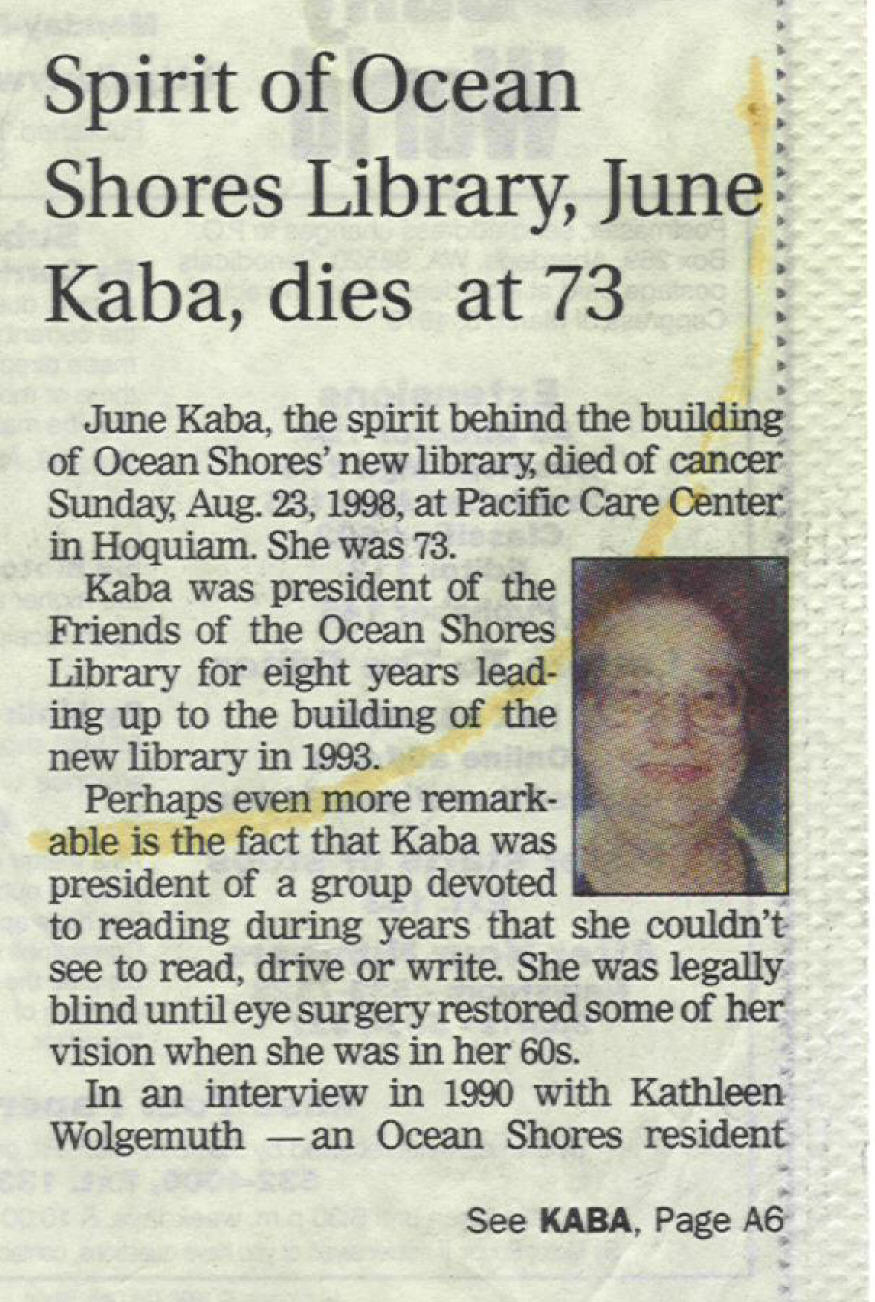 Spirit of Ocean
Shores Library, June
Kaba, dies at 73
June Kaba, the spirit behind the building
of Ocean Shores' new library, died of cancer
Sunday, Aug. 23, 1998, at Pacific Care Center
in Hoquiam. She was 73.
Kaba was president of the
Friends of the Ocean Shores
Library for eight years lead-
ing up to the building of the
new library in 1993.
Perhaps even more remark-
able is the fact that Kaba was
president of a group devoted
to reading during years that she couldn't
see to read, drive or write. She was legally
blind until eye surgery restored some of her
vision when she was in her 60s.
In an interview in 1990 with Kathleen
Wolgemuth — an Ocean Shores resident
See KABA, Page A6